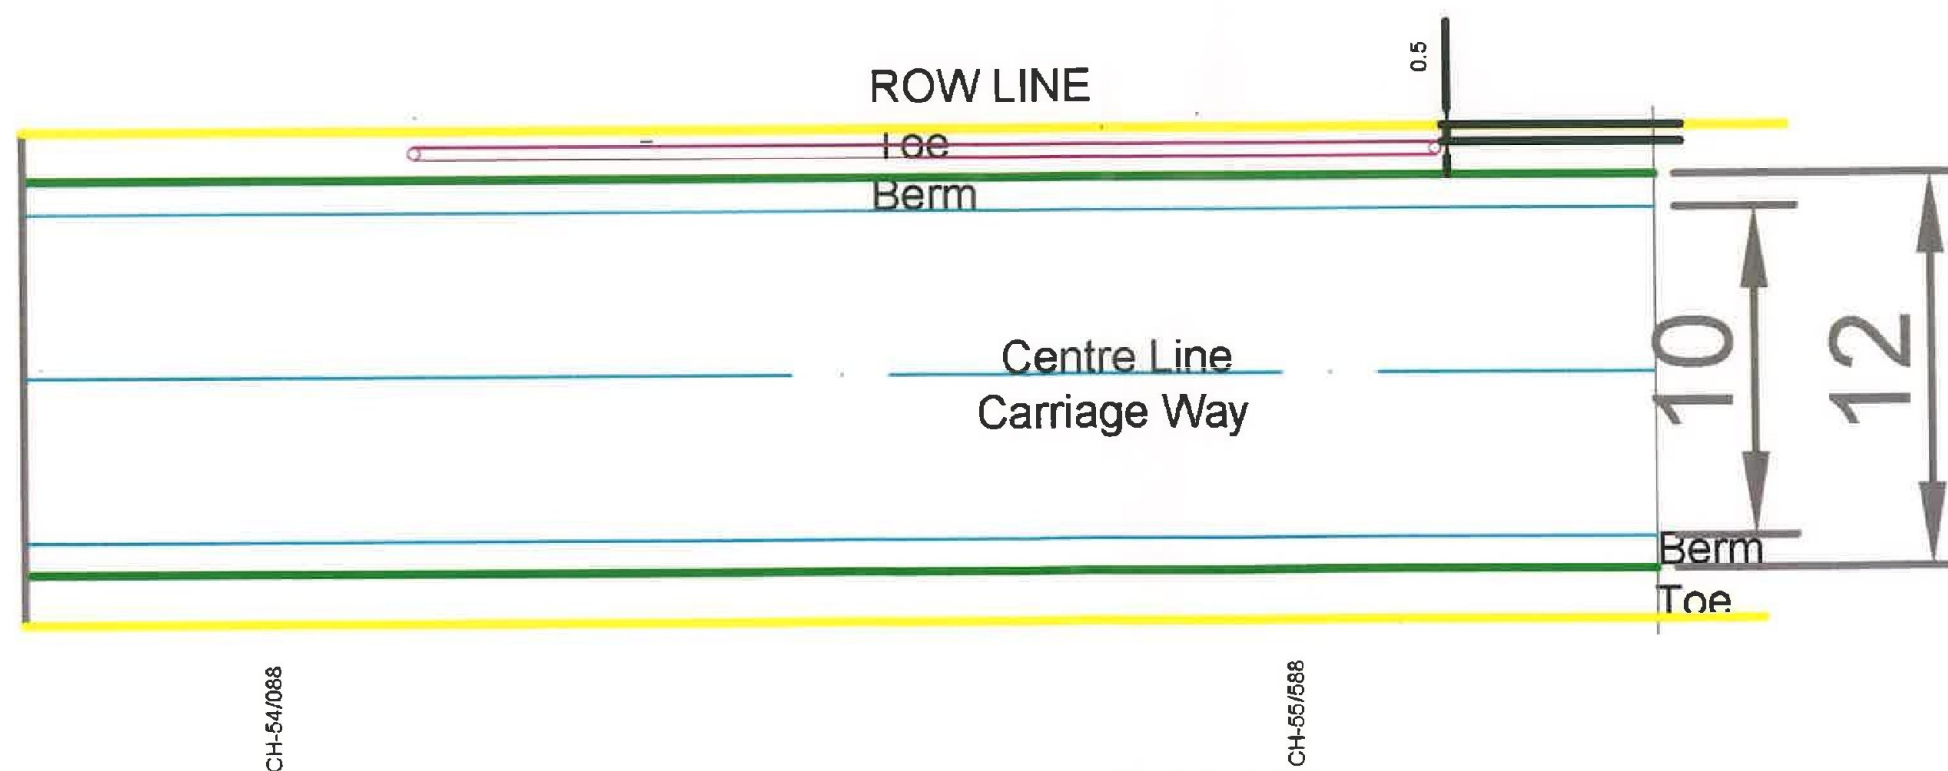 0.5
ROW LINE
Toe
Berm
Centre Line
Carriage Way
10
12
Berm
Toe
CH-54/088
CH-55/588